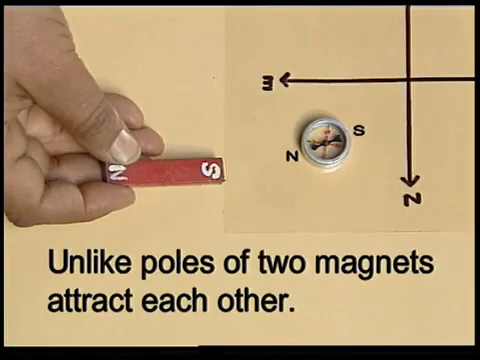 E
S
N
N
S
N
Unlike poles of two magnets
attract each other.